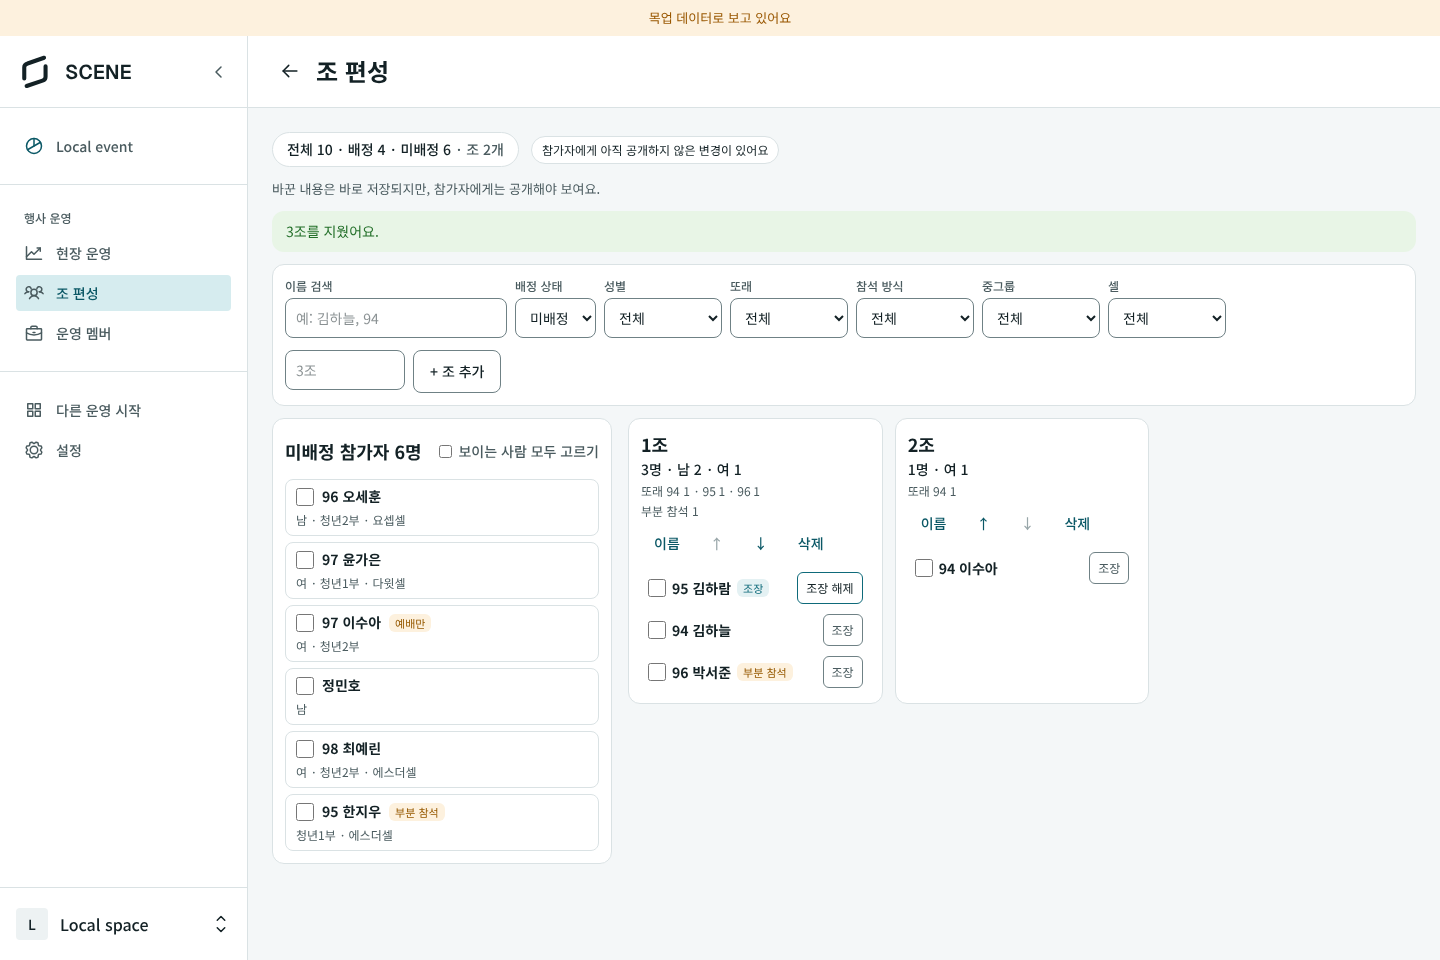 목업 데이터로 보고 있어요
SCENE
조 편성
Local event
행사 운영
현장 운영
조 편성
운영 멤버
다른 운영 시작
설정
L Local space
전체 10 · 배정 4 · 미배정 6 · 조 2개
참가자에게 아직 공개하지 않은 변경이 있어요
바꾼 내용은 바로 저장되지만, 참가자에게는 공개해야 보여요.
3조를 지웠어요.
이름 검색 배정 상태 성별 또래 참석 방식 중그룹 셀
예: 김하늘, 94 미배정 전체 전체 전체 전체 전체
3조 + 조 추가
미배정 참가자 6명 보이는 사람 모두 고르기
96 오세훈
남 · 청년2부 · 요셉셀
97 윤가은
여 · 청년1부 · 다윗셀
97 이수아 예배만
여 · 청년2부
정민호
남
98 최예린
여 · 청년2부 · 에스더셀
95 한지우 부분 참석
청년1부 · 에스더셀
1조
3명 · 남 2 · 여 1
또래 94 1 · 95 1 · 96 1
부분 참석 1
이름 ↑ ↓ 삭제
95 김하람 조장 조장 해제
94 김하늘 조장
96 박서준 부분 참석 조장
2조
1명 · 여 1
또래 94 1
이름 ↑ ↓ 삭제
94 이수아 조장